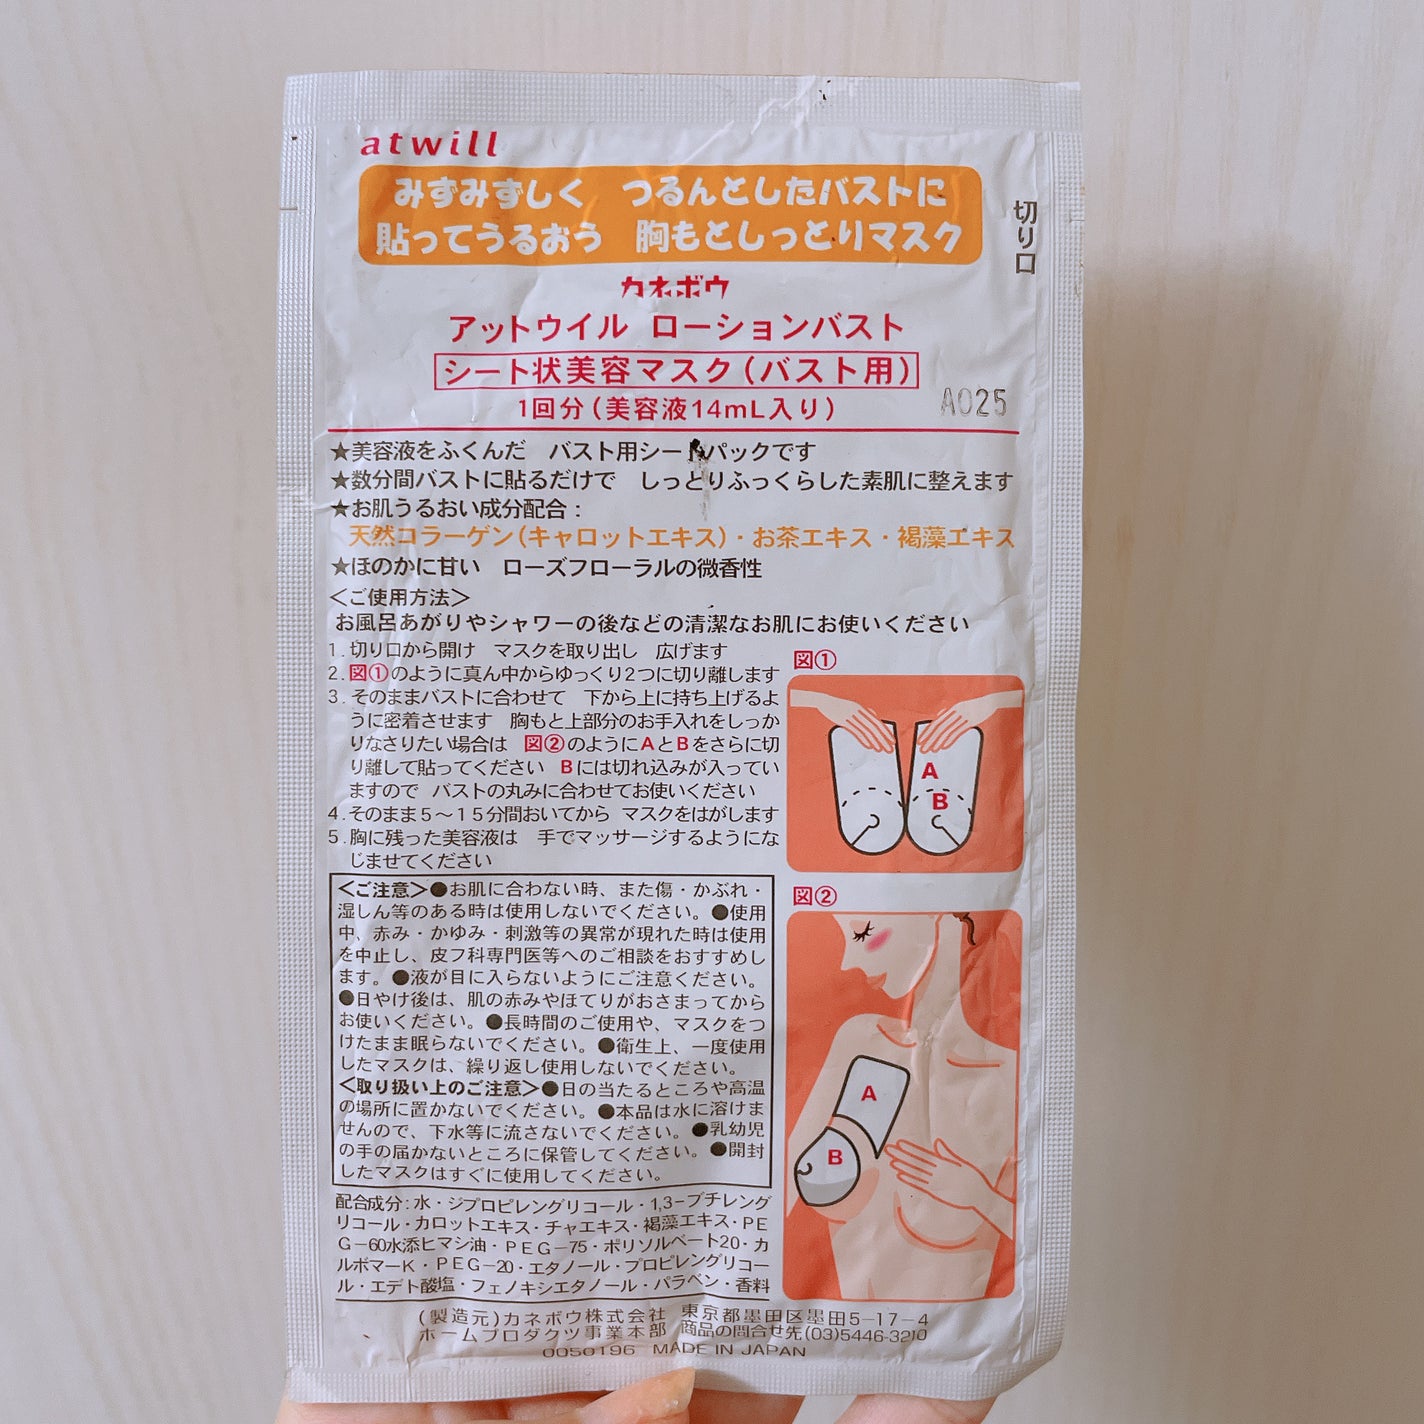 atwill
みずみずしく つるんとしたバストに
貼ってうるおう 胸もとしっとりマスク
切り口
カネボウ
アットウイル ローションバスト
シート状美容マスク(バスト用)
1回分(美容液14mL入り)
A025
★美容液をふくんだ バスト用シートパックです
★数分間バストに貼るだけで しっとりふっくらした素肌に整えます
★お肌うるおい成分配合:
天然コラーゲン(キャロットエキス)・お茶エキス・褐藻エキス
★ほのかに甘い ローズフローラルの微香性
<ご使用方法>
お風呂あがりやシャワーの後などの清潔なお肌にお使いください
1.切り口から開け マスクを取り出し 広げます
2.図①のように真ん中からゆっくり2つに切り離します
3.そのままバストに合わせて 下から上に持ち上げるよ
うに密着させます 胸もと上部分のお手入れをしっか
りなさりたい場合は 図②のようにAとBをさらに切
り離して貼ってください Bには切れ込みが入ってい
ますので バストの丸みに合わせてお使いください
4.そのまま5〜15分間おいてから マスクをはがします
5.胸に残った美容液は 手でマッサージするようにな
じませてください
図①
A
B
図②
A
B
<ご注意>●お肌に合わない時、また傷・かぶれ・
湿しん等のある時は使用しないでください。●使用
中、赤み・かゆみ・刺激等の異常が現れた時は使用
を中止し、皮フ科専門医等へのご相談をおすすめし
ます。●液が目に入らないようにご注意ください。
●日やけ後は、肌の赤みやほてりがおさまってから
お使いください。●長時間のご使用や、マスクをつ
けたまま眠らないでください。●衛生上、一度使用
したマスクは、繰り返し使用しないでください。
<取り扱い上のご注意>●日の当たるところや高温
の場所に置かないでください。●本品は水に溶けま
せんので、下水等に流さないでください。●乳幼児
の手の届かないところに保管してください。●開封
したマスクはすぐに使用してください。
配合成分:水・ジプロピレングリコール・1,3-ブチレング
リコール・カロットエキス・チャエキス・褐藻エキス・PE
G-60水添ヒマシ油・PEG-75・ポリソルベート20・カ
ルボマーK・PEG-20・エタノール・プロピレングリコー
ル・エデト酸塩・フェノキシエタノール・パラベン・香料
(製造元)カネボウ株式会社 東京都墨田区墨田5-17-4
ホームプロダクツ事業本部 商品の問合せ先(03)5446-3210
0050196 MADE IN JAPAN